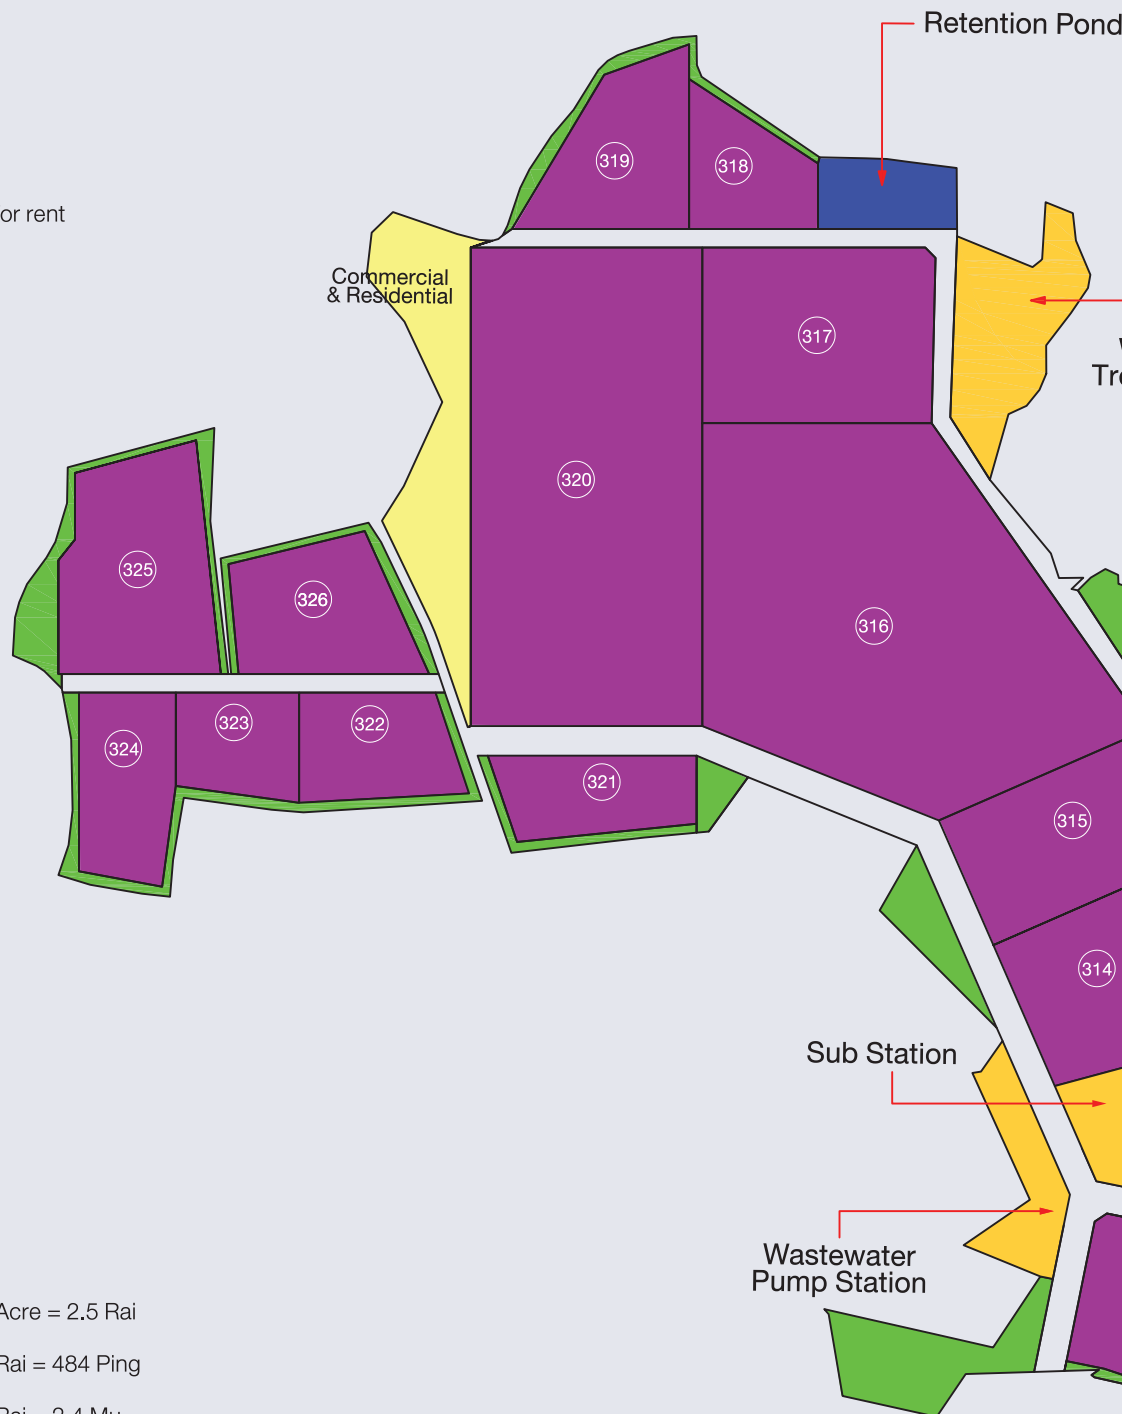 Retention Pond
319
318
or rent
Commercial
& Residential
317
320
325
326
316
324
323
322
321
315
314
Sub Station
Wastewater
Pump Station
Acre = 2.5 Rai
Rai = 484 Ping